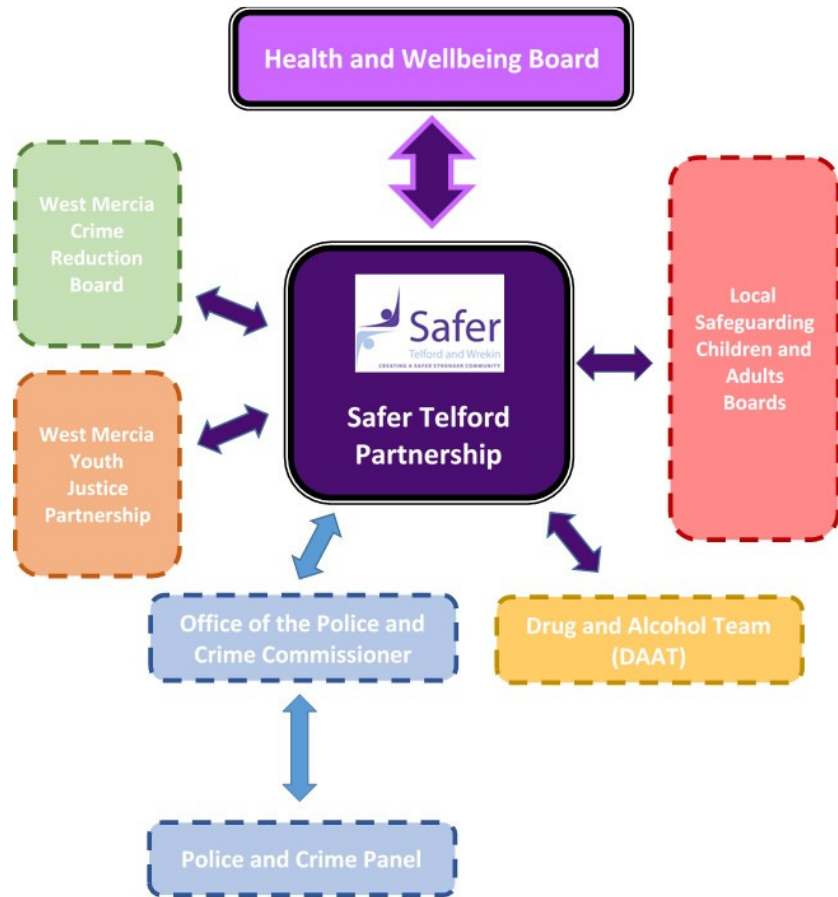 Health and Wellbeing Board
West Mercia
Crime
Reduction
Board
Safer
Telford and Wrekin
CREATING A SAFER STRONGER COMMUNITY
Safer Telford
Partnership
Local
Safeguarding
Children and
Adults
Boards
West Mercia
Youth
Justice
Partnership
Office of the Police and
Crime Commissioner
Drug and Alcohol Team
(DAAT)
Police and Crime Panel